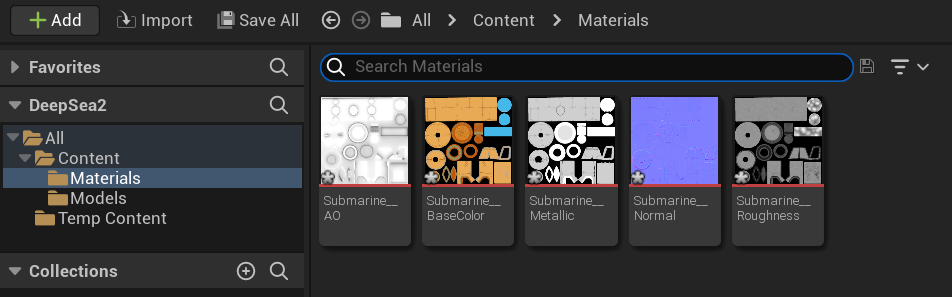 Add
Import
Save All
All
Content
Materials
Favorites
Search Materials
DeepSea2
All
Content
Materials
Models
Temp Content
Collections
Submarine__
AO
Submarine__
BaseColor
Submarine__
Metallic
Submarine__
Normal
Submarine__
Roughness